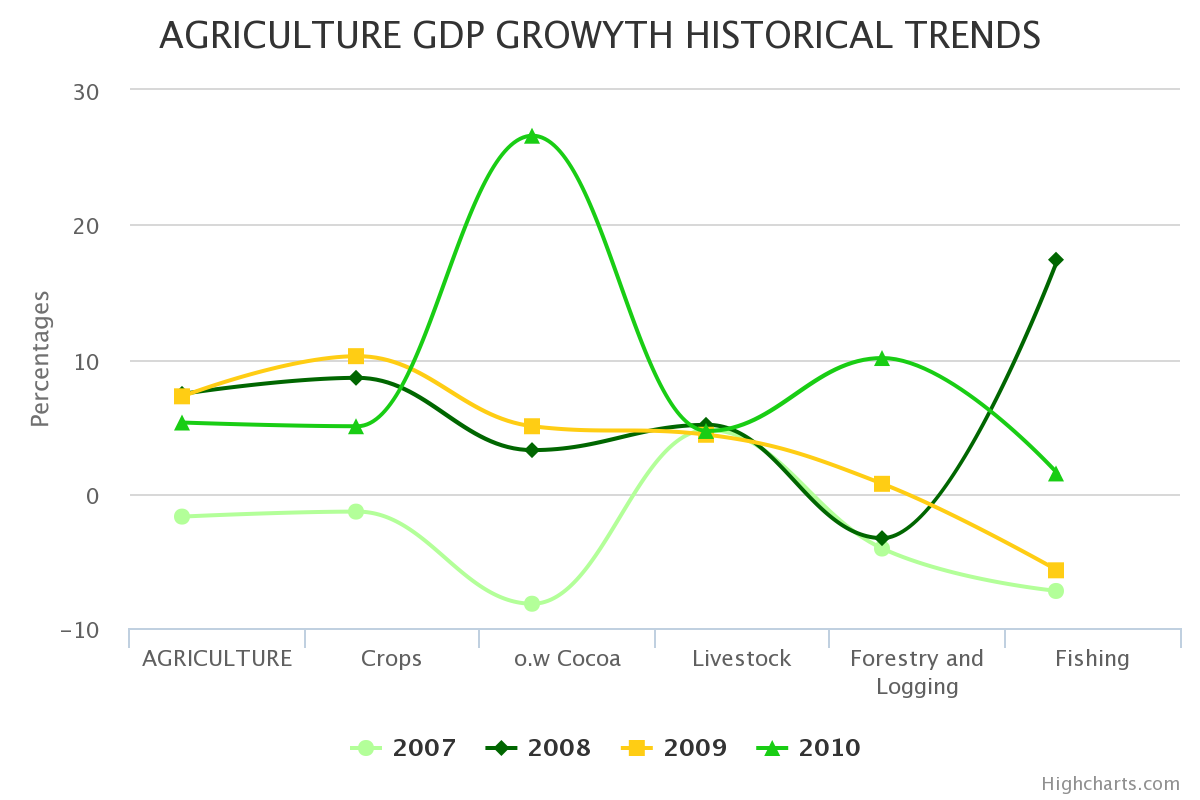 AGRICULTURE GDP GROWYTH HISTORICAL TRENDS
Percentages
30
20
10
0
−10
AGRICULTURE
Crops
o.w Cocoa
Livestock
Forestry and
Logging
Fishing
2007
2008
2009
2010
Highcharts.com